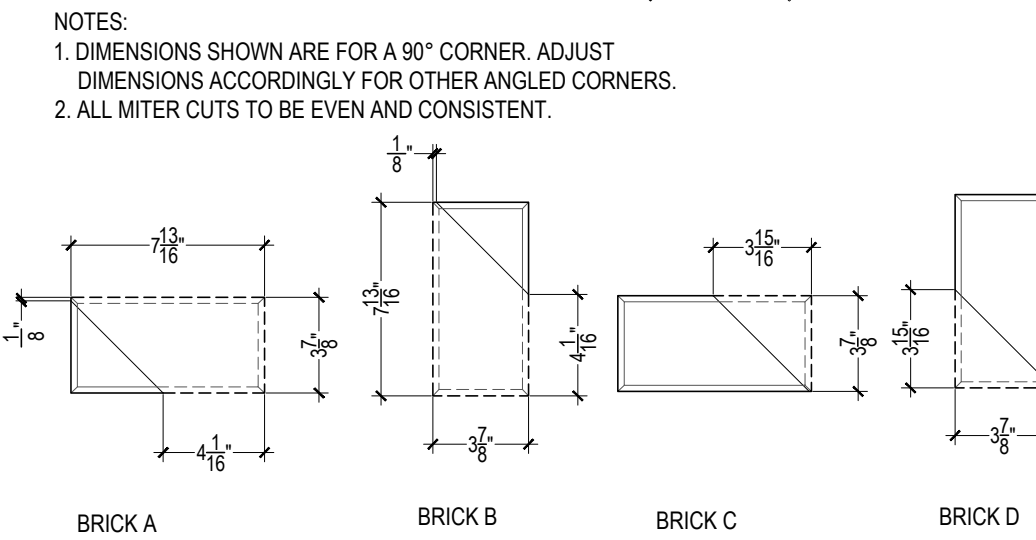 NOTES:
1. DIMENSIONS SHOWN ARE FOR A 90° CORNER. ADJUST
DIMENSIONS ACCORDINGLY FOR OTHER ANGLED CORNERS.
2. ALL MITER CUTS TO BE EVEN AND CONSISTENT.
1/8"
7 13/16"
3 15/16"
1/8"
7 13/16"
3 7/8
4 1/16"
3 7/8
3 15/16"
4 1/16"
3 7/8"
3 7/8"
BRICK A
BRICK B
BRICK C
BRICK D